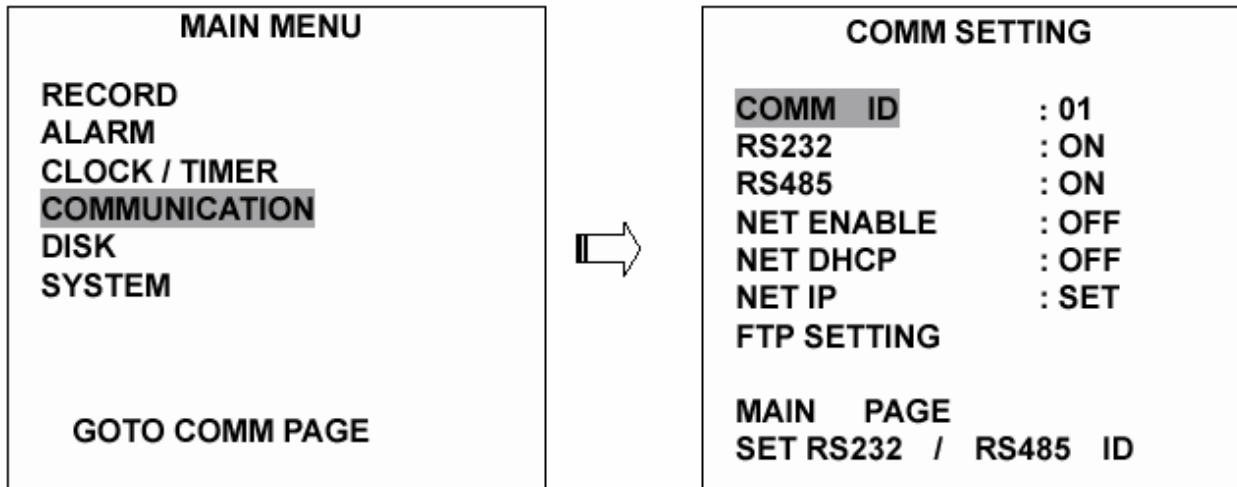 MAIN MENU
RECORD
ALARM
CLOCK / TIMER
COMMUNICATION
DISK
SYSTEM
GOTO COMM PAGE
COMM SETTING
COMM ID : 01
RS232 : ON
RS485 : ON
NET ENABLE : OFF
NET DHCP : OFF
NET IP : SET
FTP SETTING
MAIN PAGE
SET RS232 / RS485 ID